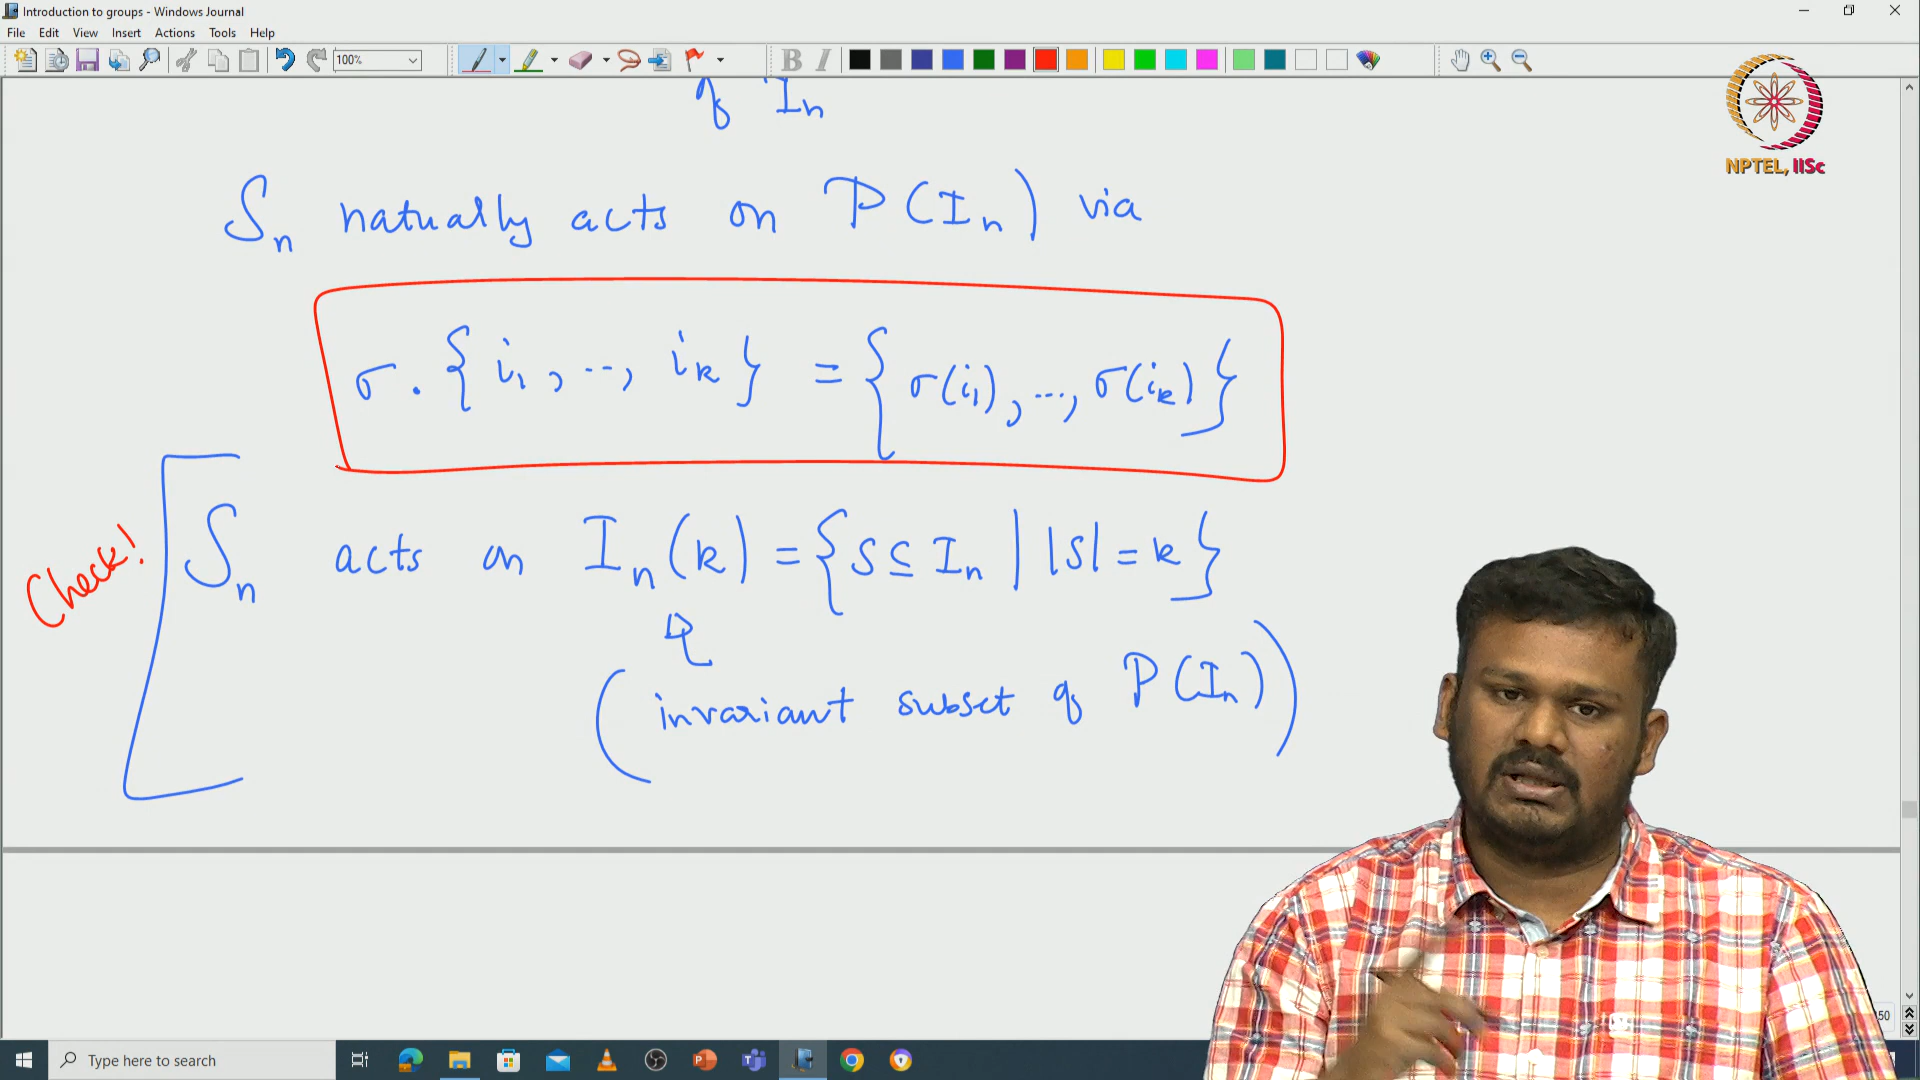 Introduction to groups - Windows Journal
File Edit View Insert Actions Tools Help
100% B I
NPTEL, IISc
of In
Sn natually acts on P(In) via
σ. { i1, .., ik } = { σ(i1), ..., σ(ik) }
Check!
Sn acts on In(k) = { S ⊆ In | |S| = k }
( invariant subset of P(In) )
50
Type here to search